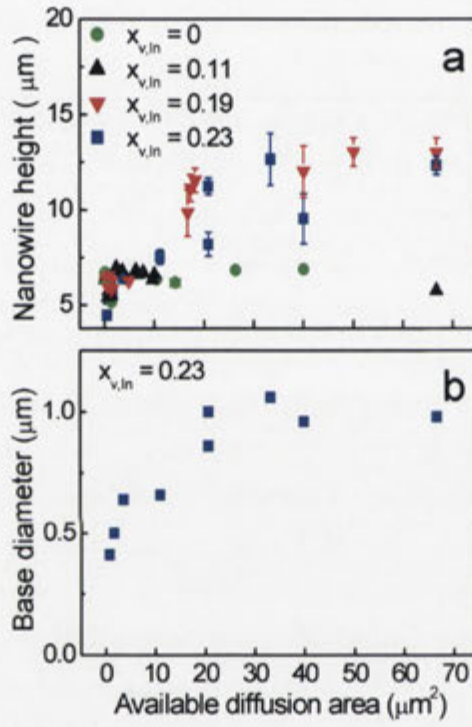 a
x_v,In = 0
x_v,In = 0.11
x_v,In = 0.19
x_v,In = 0.23
Nanowire height ( μm)
20
15
10
5
b
x_v,In = 0.23
Base diameter (μm)
1.0
0.5
0.0
0 10 20 30 40 50 60 70
Available diffusion area (μm²)